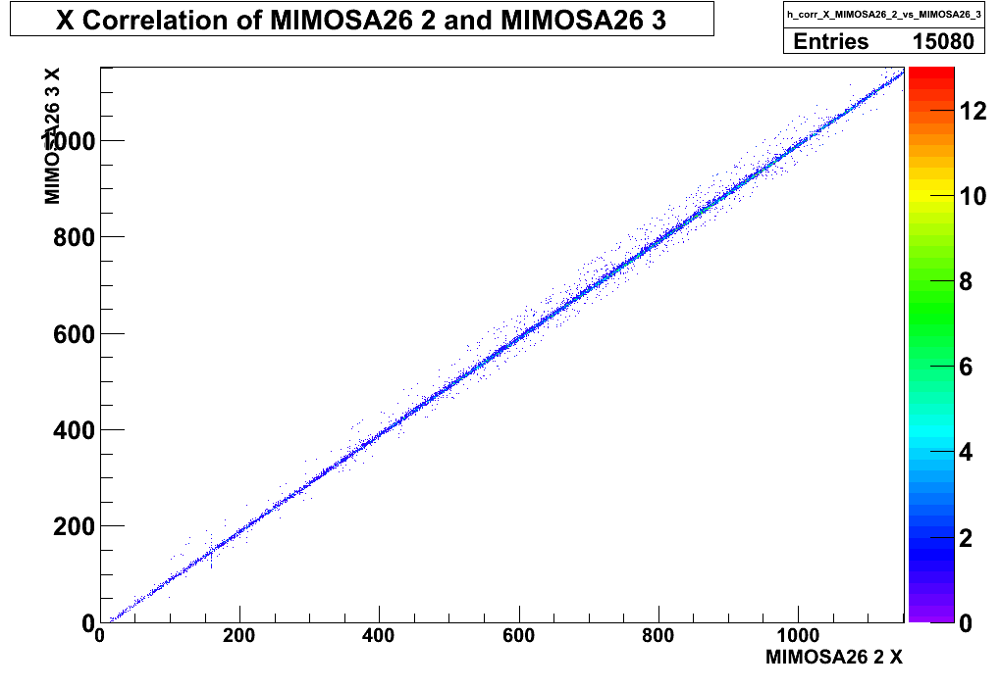 X Correlation of MIMOSA26 2 and MIMOSA26 3
h_corr_X_MIMOSA26_2_vs_MIMOSA26_3
Entries 15080
MIMOSA26 3 X
1000
800
600
400
200
0
0 200 400 600 800 1000
MIMOSA26 2 X
12
10
8
6
4
2
0